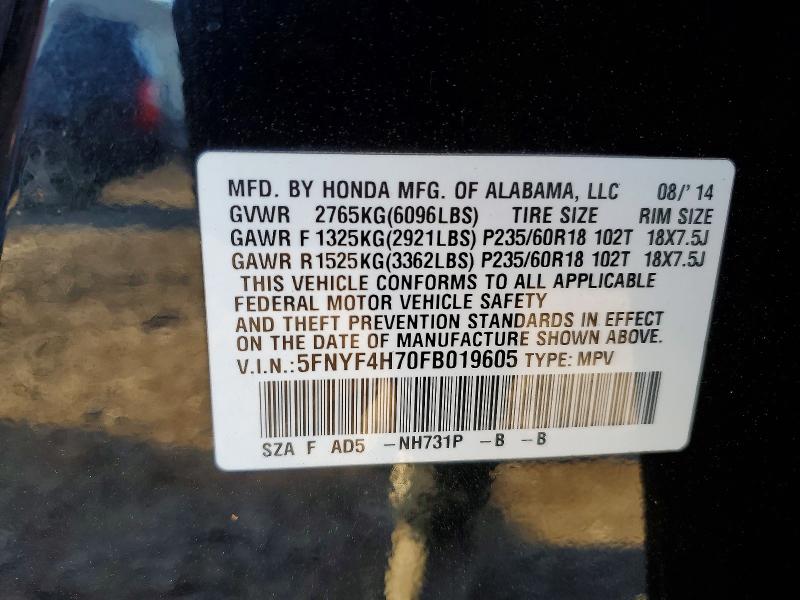 MFD. BY HONDA MFG. OF ALABAMA, LLC 08/'14
GVWR 2765KG(6096LBS) TIRE SIZE RIM SIZE
GAWR F 1325KG(2921LBS) P235/60R18 102T 18X7.5J
GAWR R 1525KG(3362LBS) P235/60R18 102T 18X7.5J
THIS VEHICLE CONFORMS TO ALL APPLICABLE
FEDERAL MOTOR VEHICLE SAFETY
AND THEFT PREVENTION STANDARDS IN EFFECT
ON THE DATE OF MANUFACTURE SHOWN ABOVE.
V.I.N.:5FNYF4H70FB019605 TYPE: MPV
SZA F AD5 -NH731P -B -B